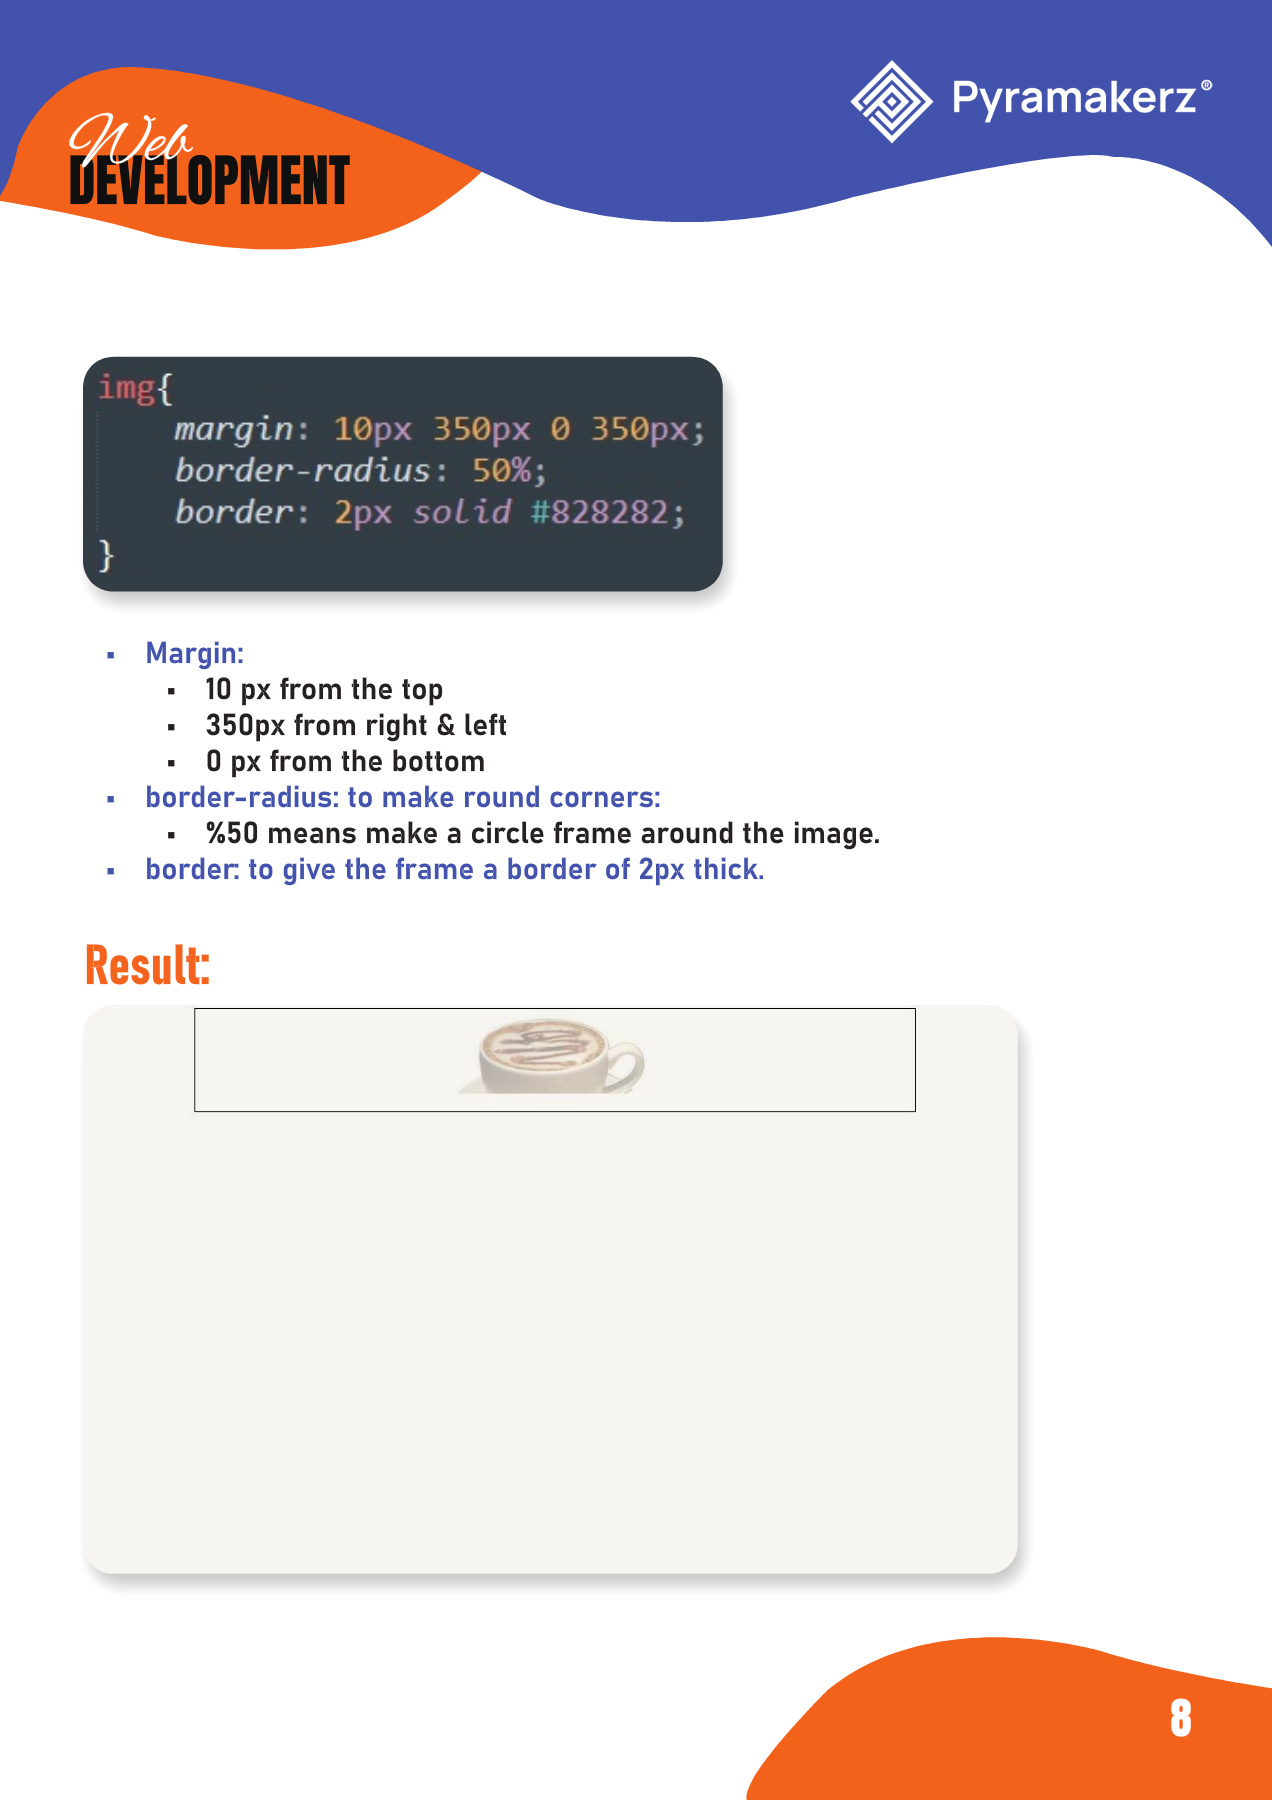 Web
DEVELOPMENT
Pyramakerz®
img{
margin: 10px 350px 0 350px;
border-radius: 50%;
border: 2px solid #828282;
}
▪ Margin:
▪ 10 px from the top
▪ 350px from right & left
▪ 0 px from the bottom
▪ border-radius: to make round corners:
▪ %50 means make a circle frame around the image.
▪ border: to give the frame a border of 2px thick.
Result:
8